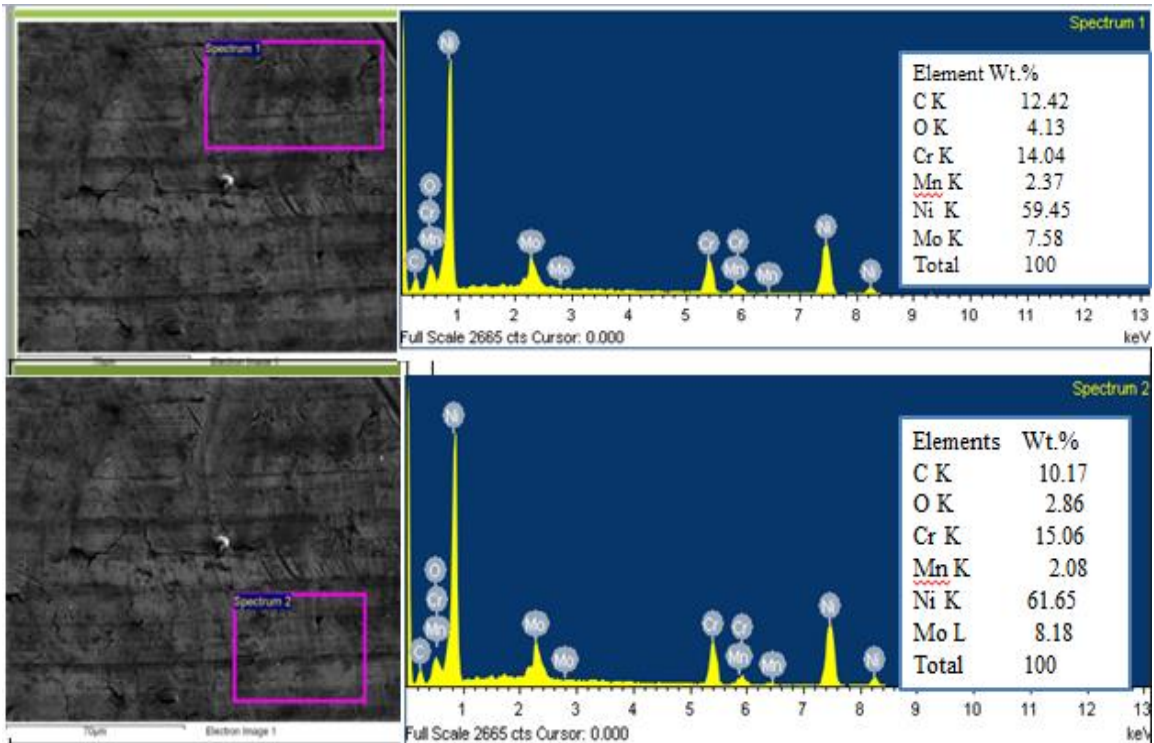 Spectrum 1
70µm
Electron Image 1
Spectrum 1
Ni
O
Cr
Mn
C
Mo
Mo
Cr
Cr
Mn
Mn
Ni
Ni
1 2 3 4 5 6 7 8 9 10 11 12 13
Full Scale 2665 cts Cursor: 0.000
keV
Element Wt.%
C K 12.42
O K 4.13
Cr K 14.04
Mn K 2.37
Ni K 59.45
Mo K 7.58
Total 100
Spectrum 2
70µm
Electron Image 1
Spectrum 2
Ni
O
Cr
Mn
C
Mo
Mo
Cr
Cr
Mn
Mn
Ni
Ni
1 2 3 4 5 6 7 8 9 10 11 12 13
Full Scale 2665 cts Cursor: 0.000
keV
Elements Wt.%
C K 10.17
O K 2.86
Cr K 15.06
Mn K 2.08
Ni K 61.65
Mo L 8.18
Total 100